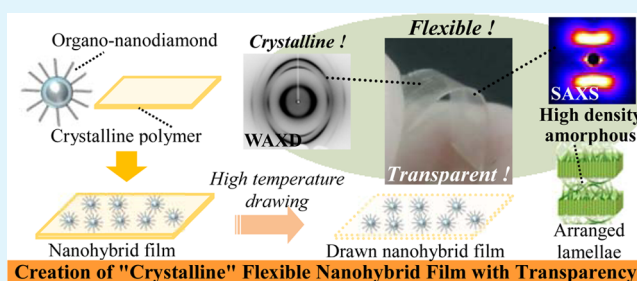 Organo-nanodiamond
Crystalline polymer
Nanohybrid film
High temperature
drawing
Drawn nanohybrid film
Crystalline !
WAXD
Flexible !
Transparent !
SAXS
High density
amorphous
Arranged
lamellae
Creation of "Crystalline" Flexible Nanohybrid Film with Transparency